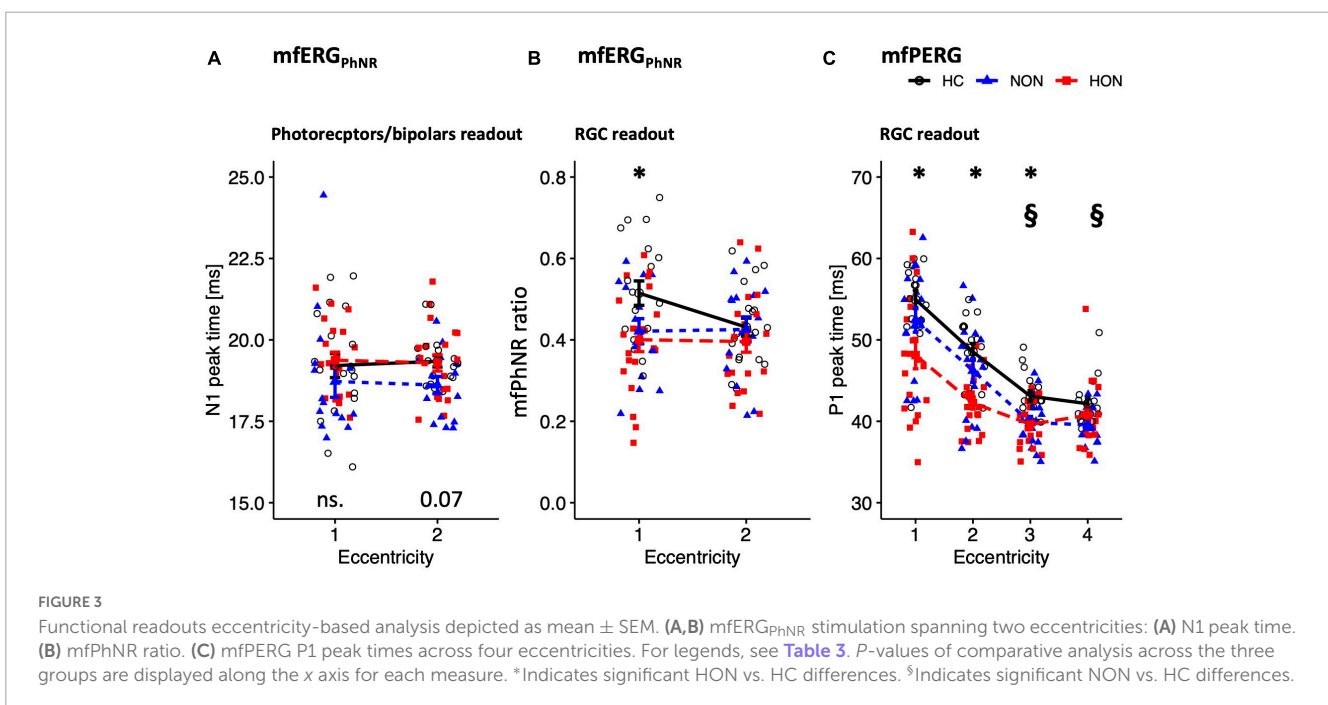 A mfERGPhNR
B mfERGPhNR
C mfPERG
HC NON HON
Photorecptors/bipolars readout
RGC readout
RGC readout
N1 peak time [ms]
25.0
22.5
20.0
17.5
15.0
ns. 0.07
1 2
Eccentricity
mfPhNR ratio
0.8
0.6
0.4
0.2
0.0
*
1 2
Eccentricity
P1 peak time [ms]
70
60
50
40
30
* * *
§ §
1 2 3 4
Eccentricity
FIGURE 3
Functional readouts eccentricity-based analysis depicted as mean ± SEM. (A,B) mfERGPhNR stimulation spanning two eccentricities: (A) N1 peak time.
(B) mfPhNR ratio. (C) mfPERG P1 peak times across four eccentricities. For legends, see Table 3. P-values of comparative analysis across the three
groups are displayed along the x axis for each measure. *Indicates significant HON vs. HC differences. §Indicates significant NON vs. HC differences.